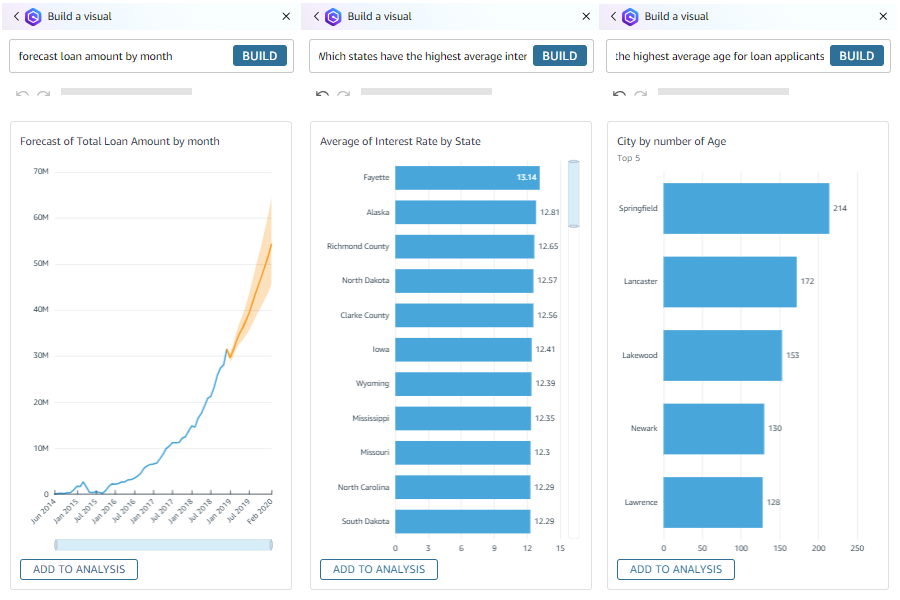 Build a visual
forecast loan amount by month
BUILD
Forecast of Total Loan Amount by month
70M
60M
50M
40M
30M
20M
10M
0
Jun 2014
Jan 2015
Jul 2015
Jan 2016
Jul 2016
Jan 2017
Jul 2017
Jan 2018
Jul 2018
Jan 2019
Jul 2019
Feb 2020
ADD TO ANALYSIS
Build a visual
Which states have the highest average inter
BUILD
Average of Interest Rate by State
Fayette 13.14
Alaska 12.81
Richmond County 12.65
North Dakota 12.57
Clarke County 12.56
Iowa 12.41
Wyoming 12.39
Mississippi 12.35
Missouri 12.3
North Carolina 12.29
South Dakota 12.29
0 3 6 9 12 15
ADD TO ANALYSIS
Build a visual
the highest average age for loan applicants
BUILD
City by number of Age
Top 5
Springfield 214
Lancaster 172
Lakewood 153
Newark 130
Lawrence 128
0 50 100 150 200 250
ADD TO ANALYSIS